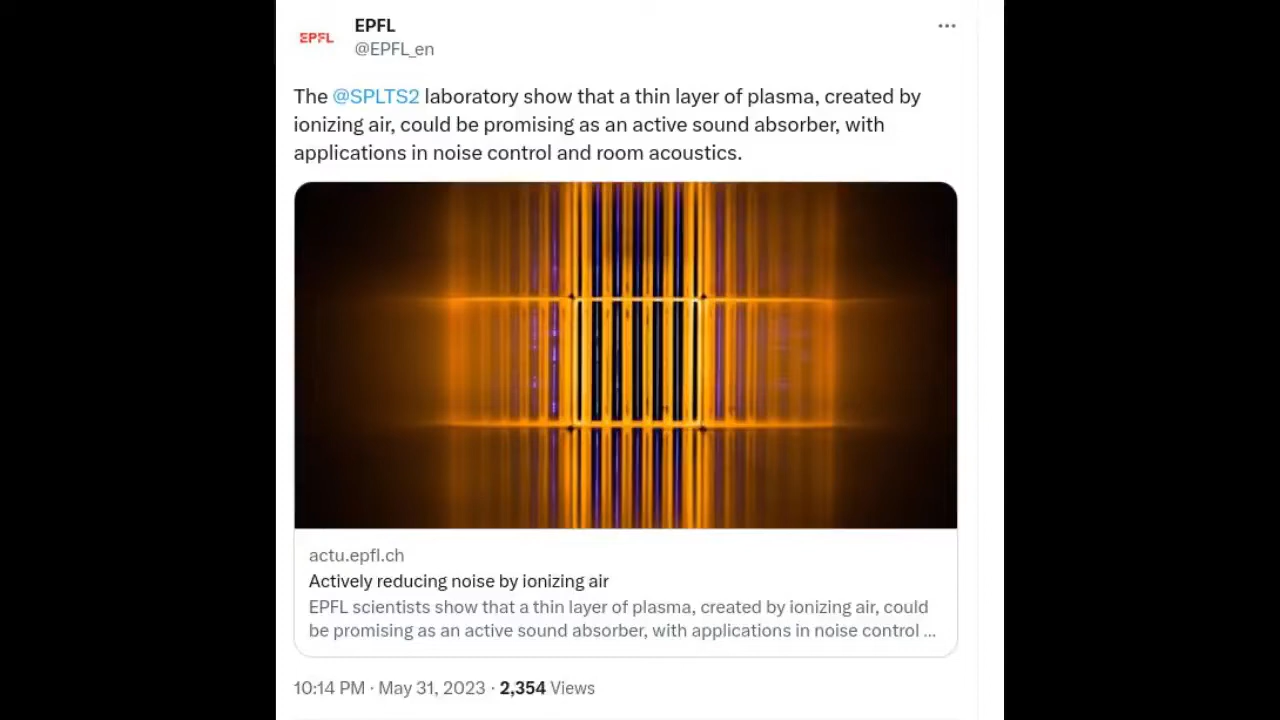 EPFL
EPFL
@EPFL_en
The @SPLTS2 laboratory show that a thin layer of plasma, created by
ionizing air, could be promising as an active sound absorber, with
applications in noise control and room acoustics.
actu.epfl.ch
Actively reducing noise by ionizing air
EPFL scientists show that a thin layer of plasma, created by ionizing air, could
be promising as an active sound absorber, with applications in noise control ...
10:14 PM · May 31, 2023 · 2,354 Views